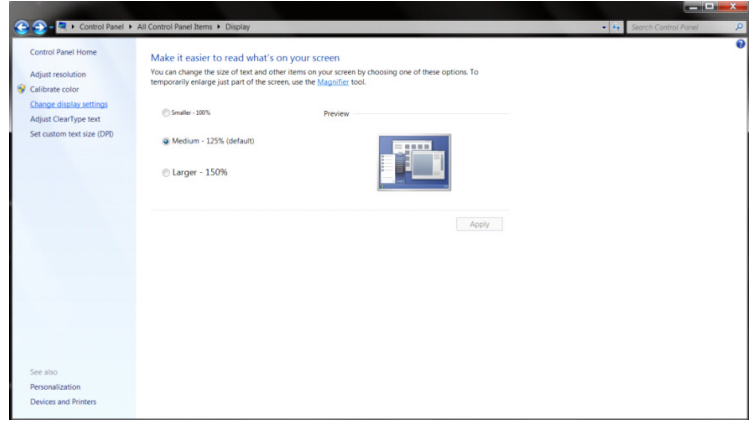 Control Panel ▸ All Control Panel Items ▸ Display
Search Control Panel
Control Panel Home
Adjust resolution
Calibrate color
Change display settings
Adjust ClearType text
Set custom text size (DPI)
See also
Personalization
Devices and Printers
Make it easier to read what's on your screen
You can change the size of text and other items on your screen by choosing one of these options. To
temporarily enlarge just part of the screen, use the Magnifier tool.
Smaller - 100%
Preview
Medium - 125% (default)
Larger - 150%
Apply